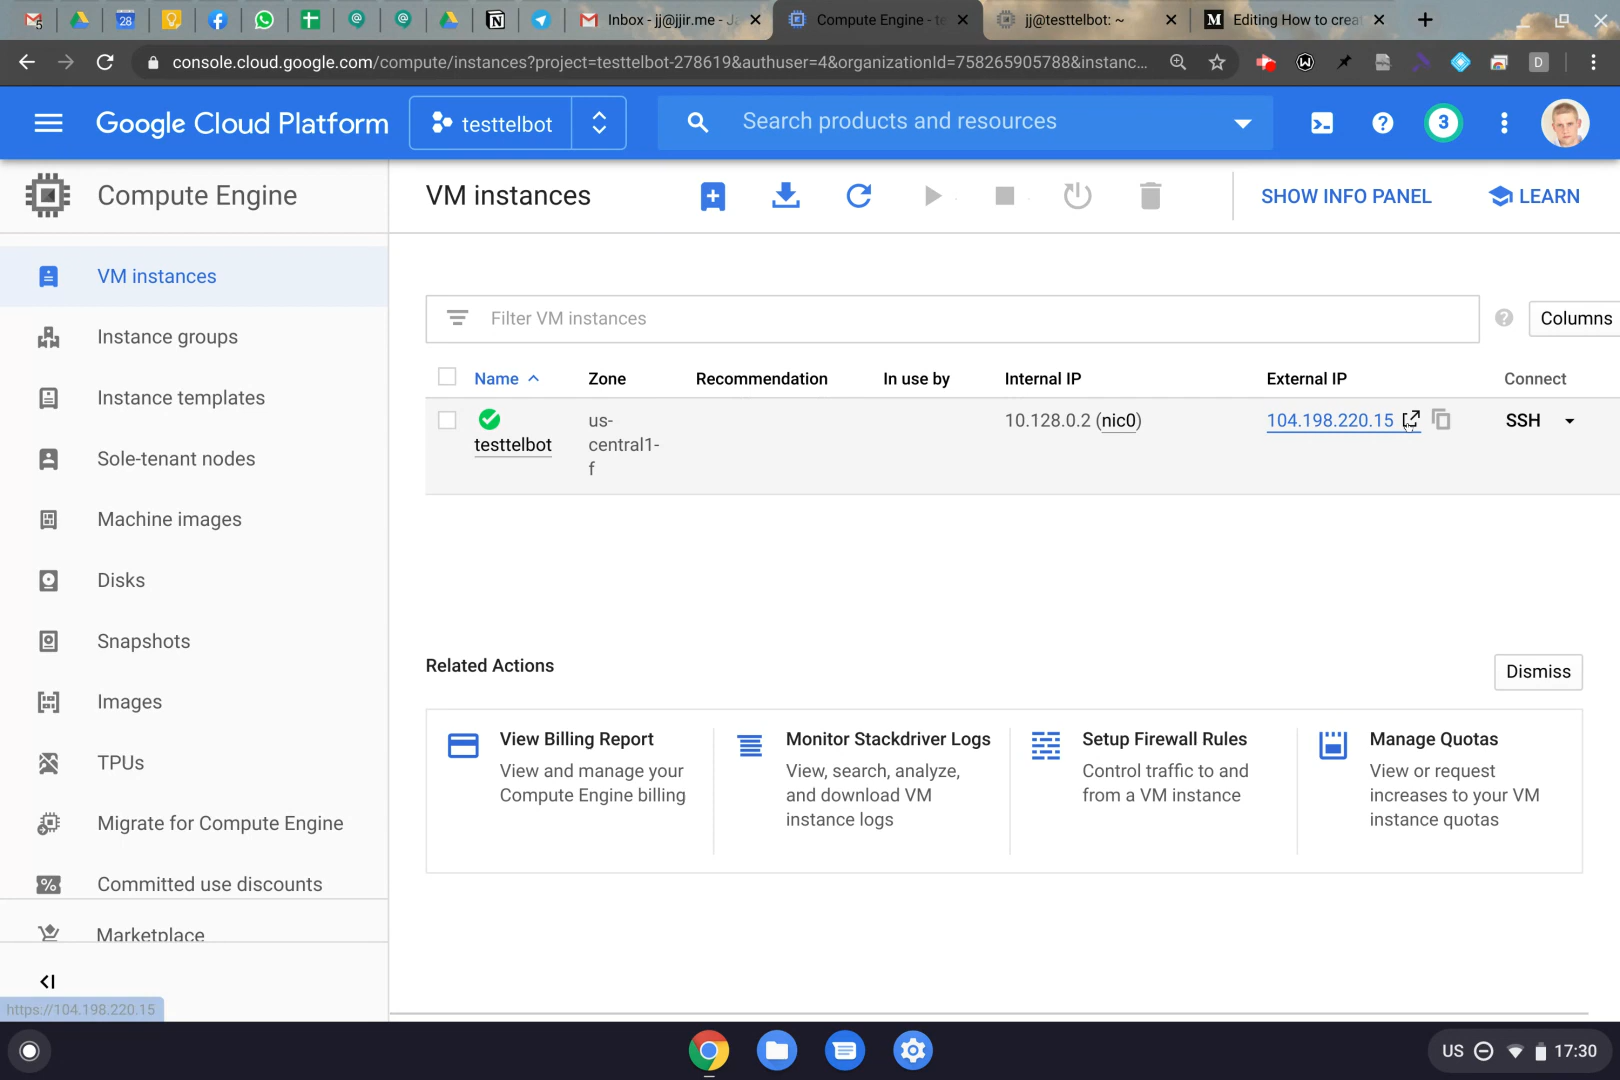 5
28
Inbox - jj@jjir.me - J
Compute Engine - te
jj@testtelbot: ~
M Editing How to crea
console.cloud.google.com/compute/instances?project=testtelbot-278619&authuser=4&organizationId=758265905788&instanc...
D
Google Cloud Platform
testtelbot
Search products and resources
3
Compute Engine
VM instances
SHOW INFO PANEL
LEARN
VM instances
Instance groups
Instance templates
Sole-tenant nodes
Machine images
Disks
Snapshots
Images
TPUs
Migrate for Compute Engine
Committed use discounts
Marketplace
Filter VM instances
Columns
Name Zone Recommendation In use by Internal IP External IP Connect
testtelbot
us-
central1-
f
10.128.0.2 (nic0)
104.198.220.15
SSH
Related Actions
Dismiss
View Billing Report
View and manage your
Compute Engine billing
Monitor Stackdriver Logs
View, search, analyze,
and download VM
instance logs
Setup Firewall Rules
Control traffic to and
from a VM instance
Manage Quotas
View or request
increases to your VM
instance quotas
https://104.198.220.15
US 17:30